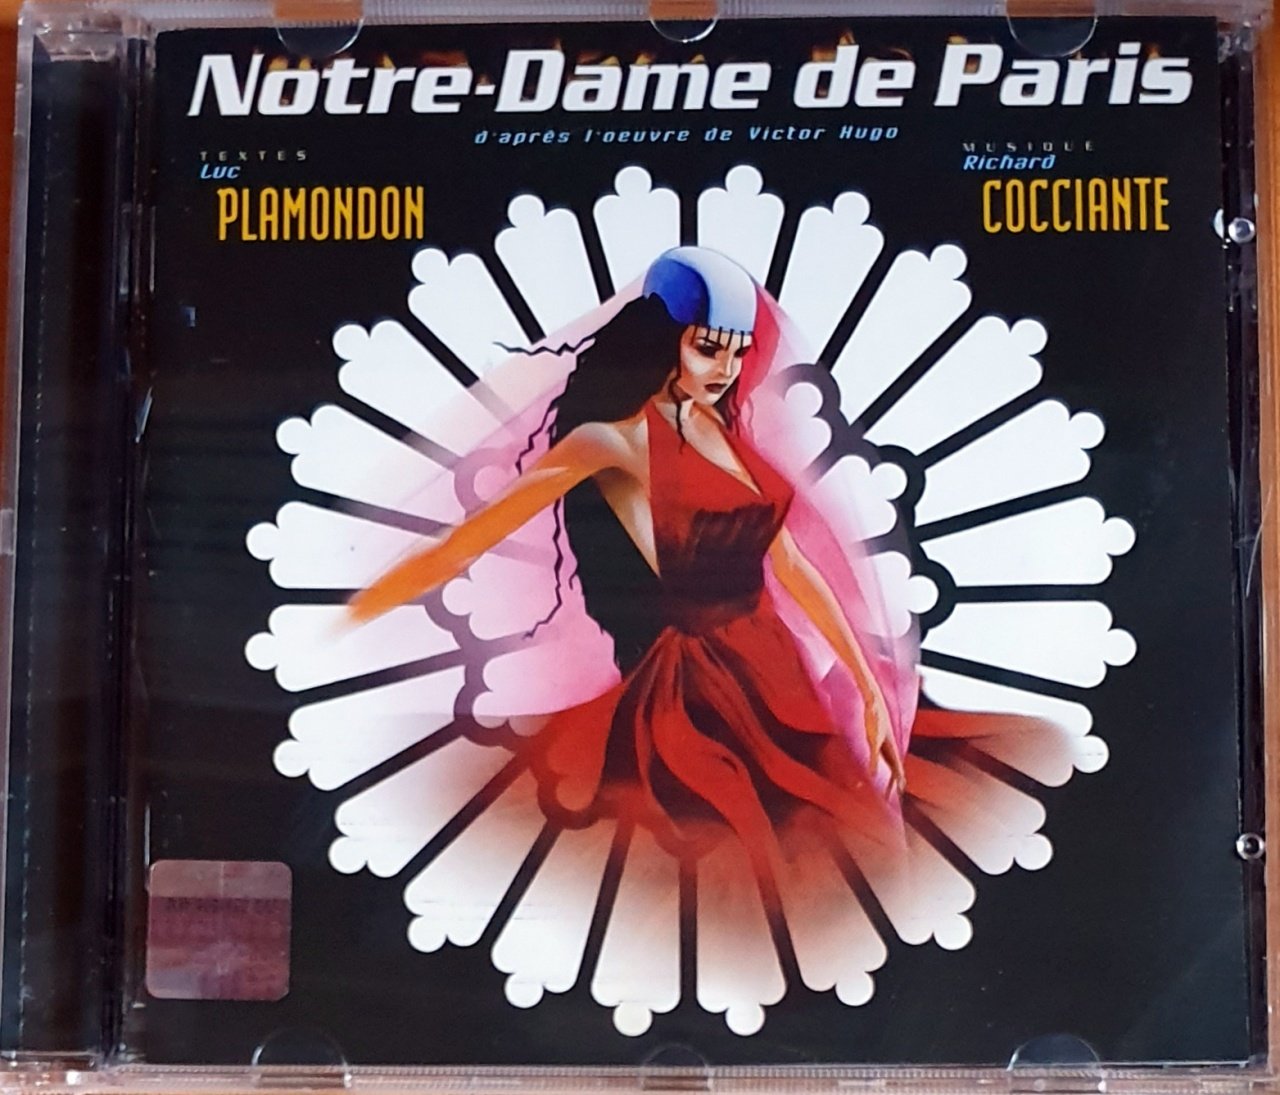 Notre-Dame de Paris
d'après l'oeuvre de Victor Hugo
TEXTES
Luc
PLAMONDON
MUSIQUE
Richard
COCCIANTE